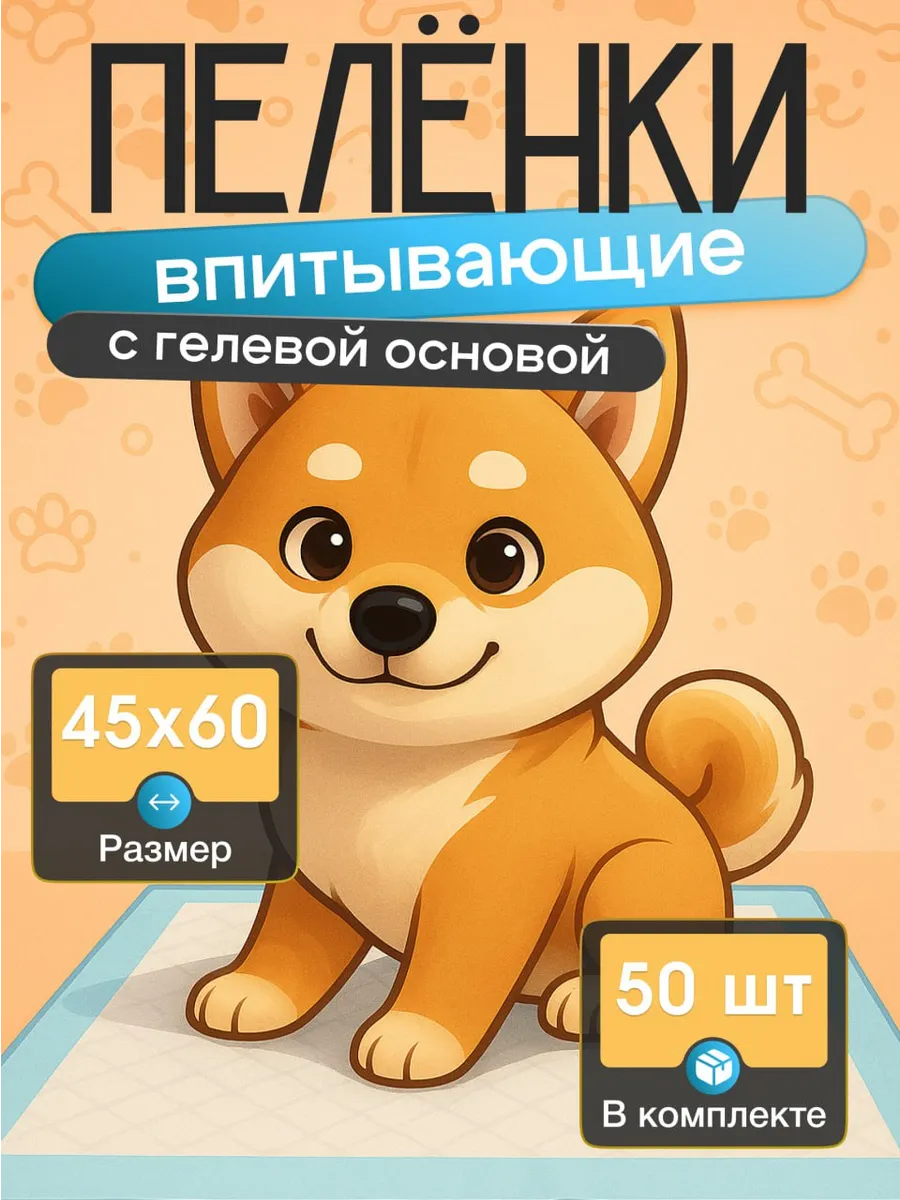 ПЕЛЁНКИ
впитывающие
с гелевой основой
45x60
Размер
50 шт
В комплекте